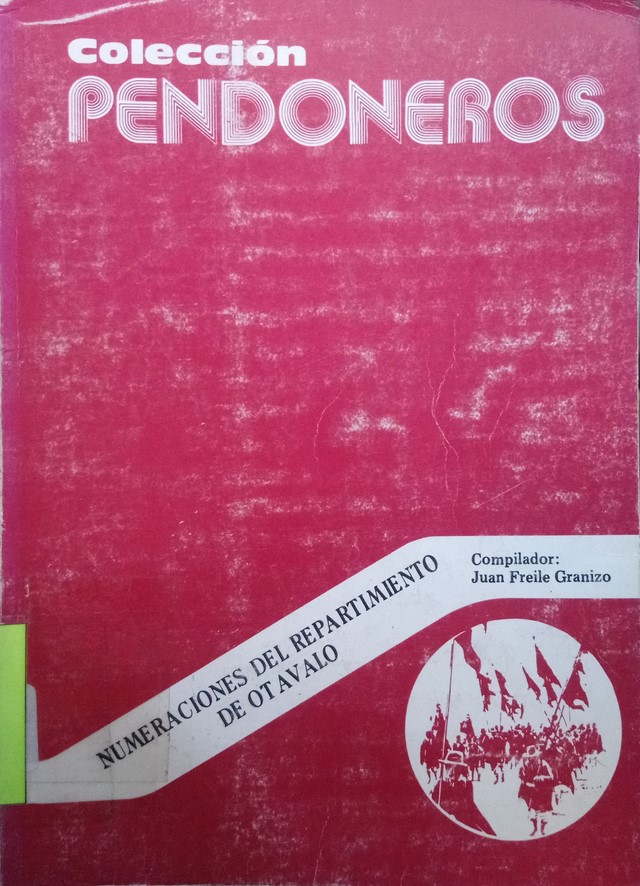 Colección
PENDONEROS
Compilador:
Juan Freile Granizo
NUMERACIONES DEL REPARTIMIENTO
DE OTAVALO